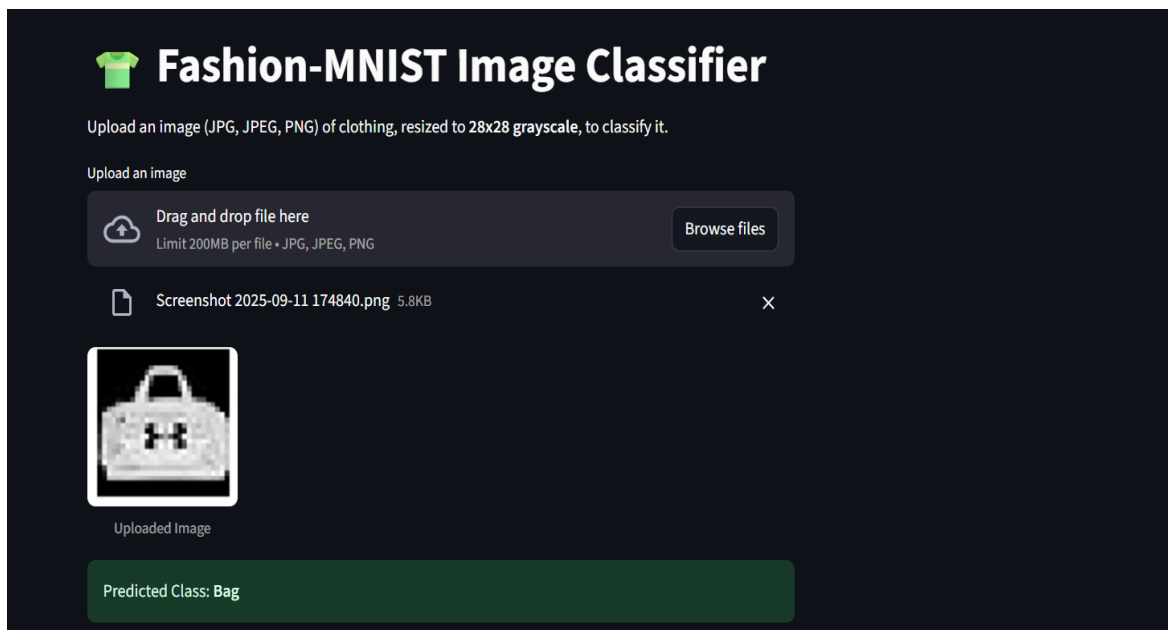 Fashion-MNIST Image Classifier
Upload an image (JPG, JPEG, PNG) of clothing, resized to 28x28 grayscale, to classify it.
Upload an image
Drag and drop file here
Limit 200MB per file • JPG, JPEG, PNG
Browse files
Screenshot 2025-09-11 174840.png 5.8KB
Uploaded Image
Predicted Class: Bag